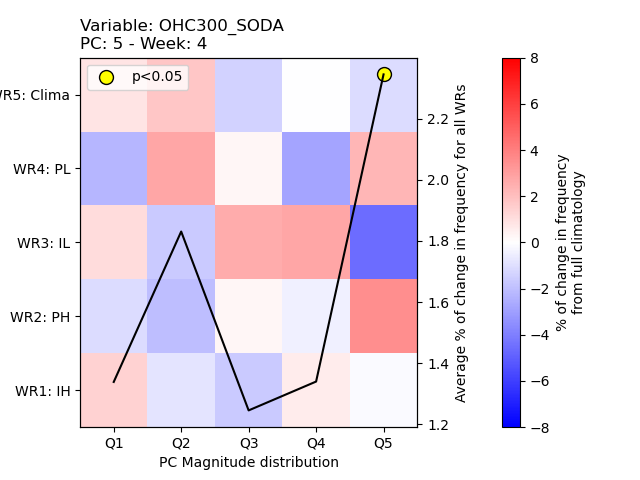 Variable: OHC300_SODA
PC: 5 - Week: 4
p<0.05
WR5: Clima
WR4: PL
WR3: IL
WR2: PH
WR1: IH
Q1 Q2 Q3 Q4 Q5
PC Magnitude distribution
2.2
2.0
1.8
1.6
1.4
1.2
Average % of change in frequency for all WRs
8
6
4
2
0
−2
−4
−6
−8
% of change in frequency
from full climatology